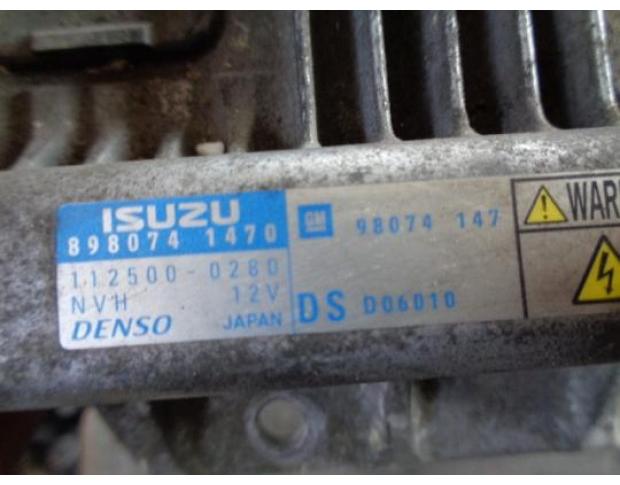 ISUZU
898074 1470
112500-0280
NVH 12V
DENSO JAPAN
GM 98074 147
DS D06010
WAR